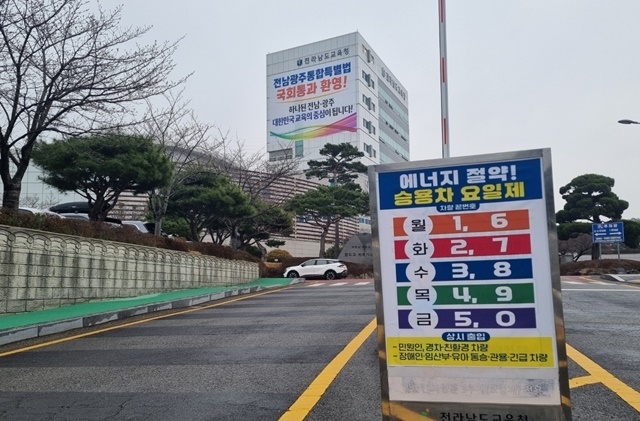 전라남도교육청
전남광주통합특별법
국회통과 환영!
하나된 전남·광주
대한민국 교육의 중심이 됩니다!
에너지 절약!
승용차 요일제
차량 끝번호
월 1, 6
화 2, 7
수 3, 8
목 4, 9
금 5, 0
상시 출입
- 민원인, 경차·친환경 차량
- 장애인·임산부·유아 동승·관용·긴급 차량
전라남도교육청